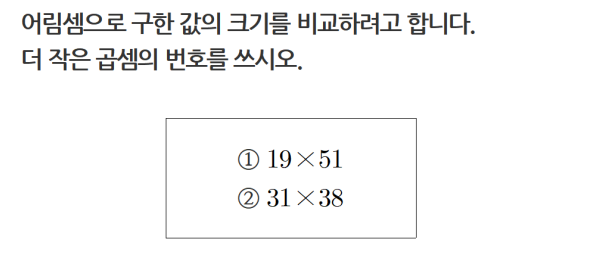 어림셈으로 구한 값의 크기를 비교하려고 합니다.
더 작은 곱셈의 번호를 쓰시오.
① 19×51
② 31×38